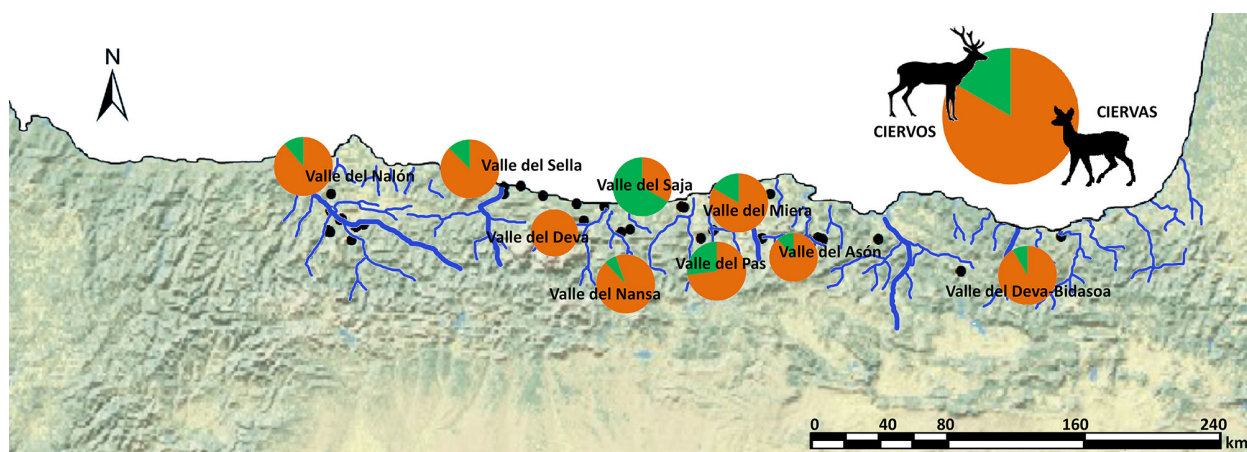 N
CIERVOS
CIERVAS
Valle del Nalón
Valle del Sella
Valle del Saja
Valle del Miera
Valle del Deva
Valle del Nansa
Valle del Pas
Valle del Asón
Valle del Deva-Bidasoa
0 40 80 160 240
km